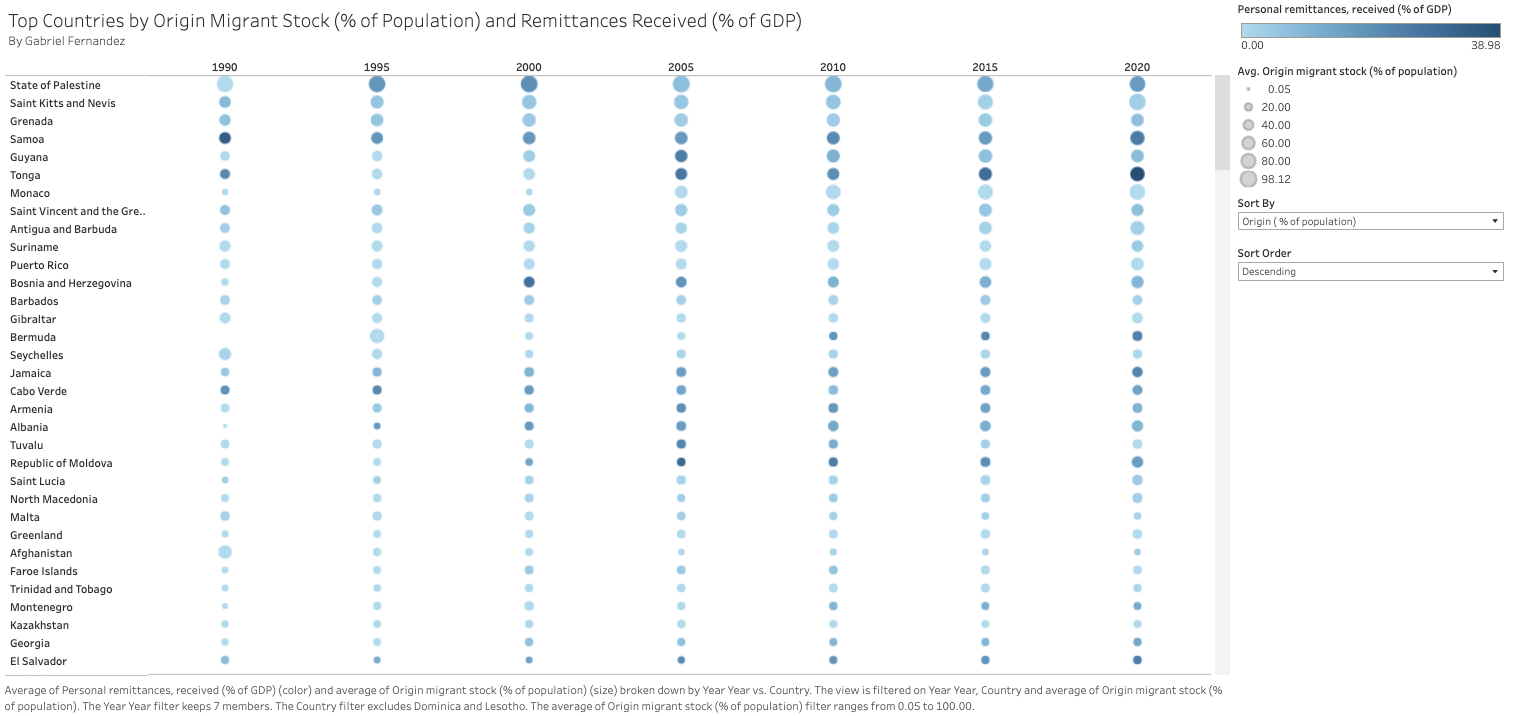 Top Countries by Origin Migrant Stock (% of Population) and Remittances Received (% of GDP)
By Gabriel Fernandez
1990 1995 2000 2005 2010 2015 2020
State of Palestine
Saint Kitts and Nevis
Grenada
Samoa
Guyana
Tonga
Monaco
Saint Vincent and the Gre..
Antigua and Barbuda
Suriname
Puerto Rico
Bosnia and Herzegovina
Barbados
Gibraltar
Bermuda
Seychelles
Jamaica
Cabo Verde
Armenia
Albania
Tuvalu
Republic of Moldova
Saint Lucia
North Macedonia
Malta
Greenland
Afghanistan
Faroe Islands
Trinidad and Tobago
Montenegro
Kazakhstan
Georgia
El Salvador
Personal remittances, received (% of GDP)
0.00 38.98
Avg. Origin migrant stock (% of population)
0.05
20.00
40.00
60.00
80.00
98.12
Sort By
Origin ( % of population)
Sort Order
Descending
Average of Personal remittances, received (% of GDP) (color) and average of Origin migrant stock (% of population) (size) broken down by Year Year vs. Country. The view is filtered on Year Year, Country and average of Origin migrant stock (%
of population). The Year Year filter keeps 7 members. The Country filter excludes Dominica and Lesotho. The average of Origin migrant stock (% of population) filter ranges from 0.05 to 100.00.